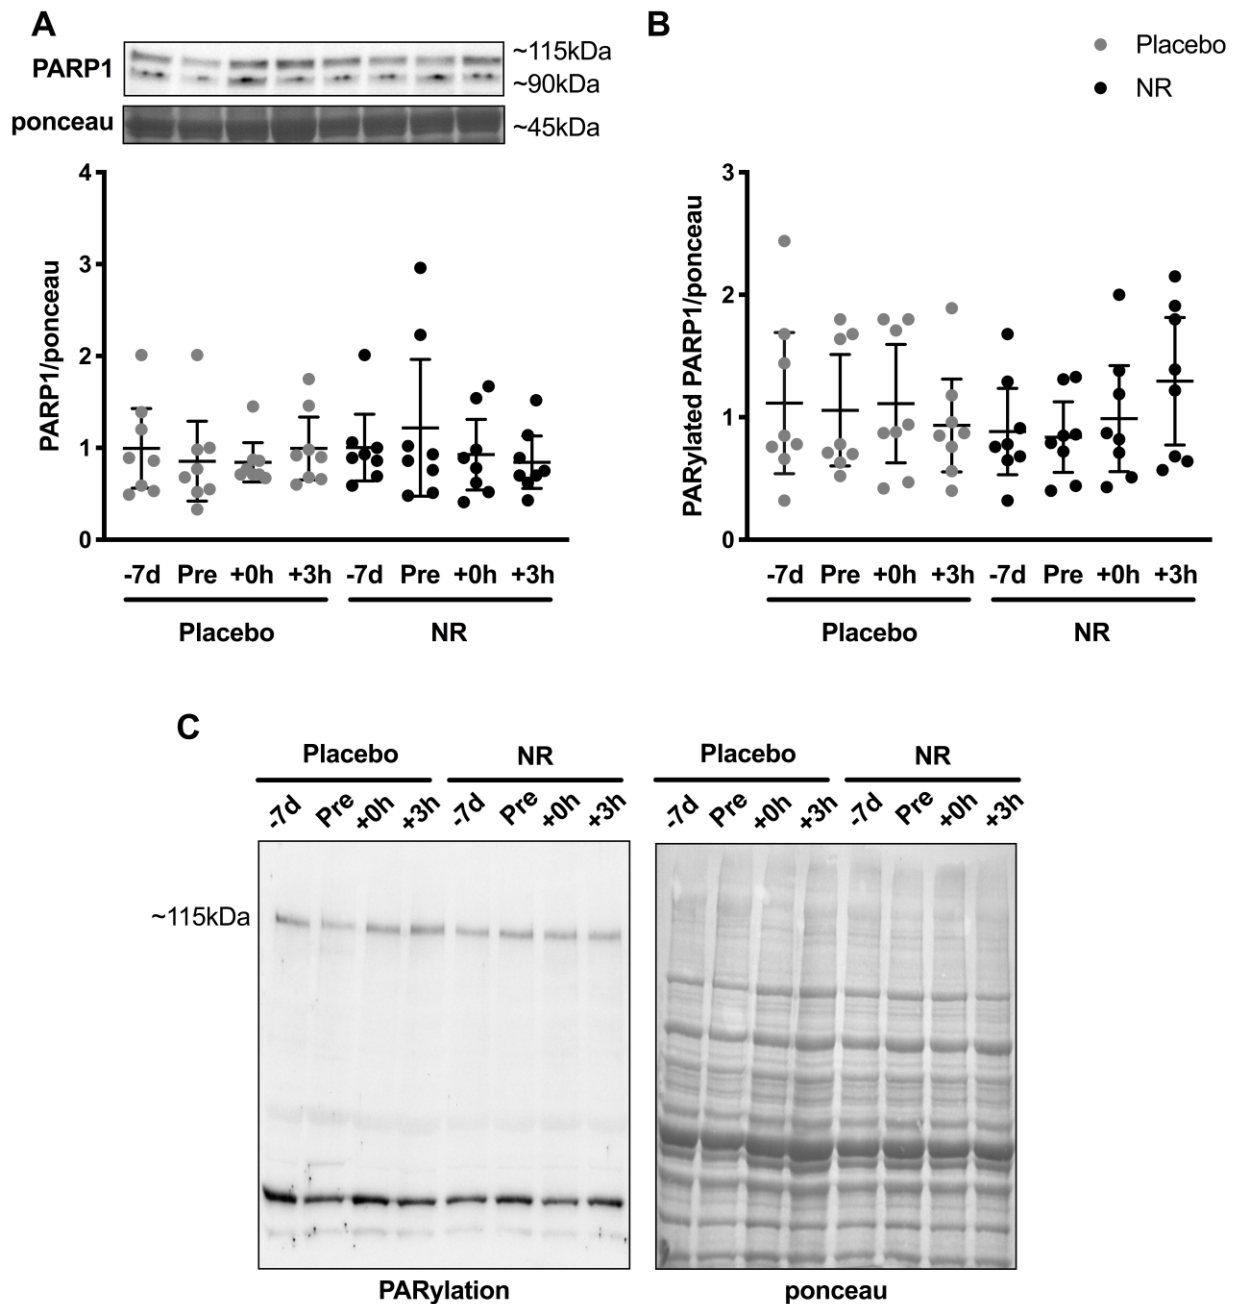 A
PARP1
~115kDa
~90kDa
ponceau
~45kDa
PARP1/ponceau
4
3
2
1
0
-7d Pre +0h +3h -7d Pre +0h +3h
Placebo NR
B
Placebo
NR
PARylated PARP1/ponceau
3
2
1
0
-7d Pre +0h +3h -7d Pre +0h +3h
Placebo NR
C
Placebo NR
-7d Pre +0h +3h -7d Pre +0h +3h
~115kDa
PARylation
Placebo NR
-7d Pre +0h +3h -7d Pre +0h +3h
ponceau